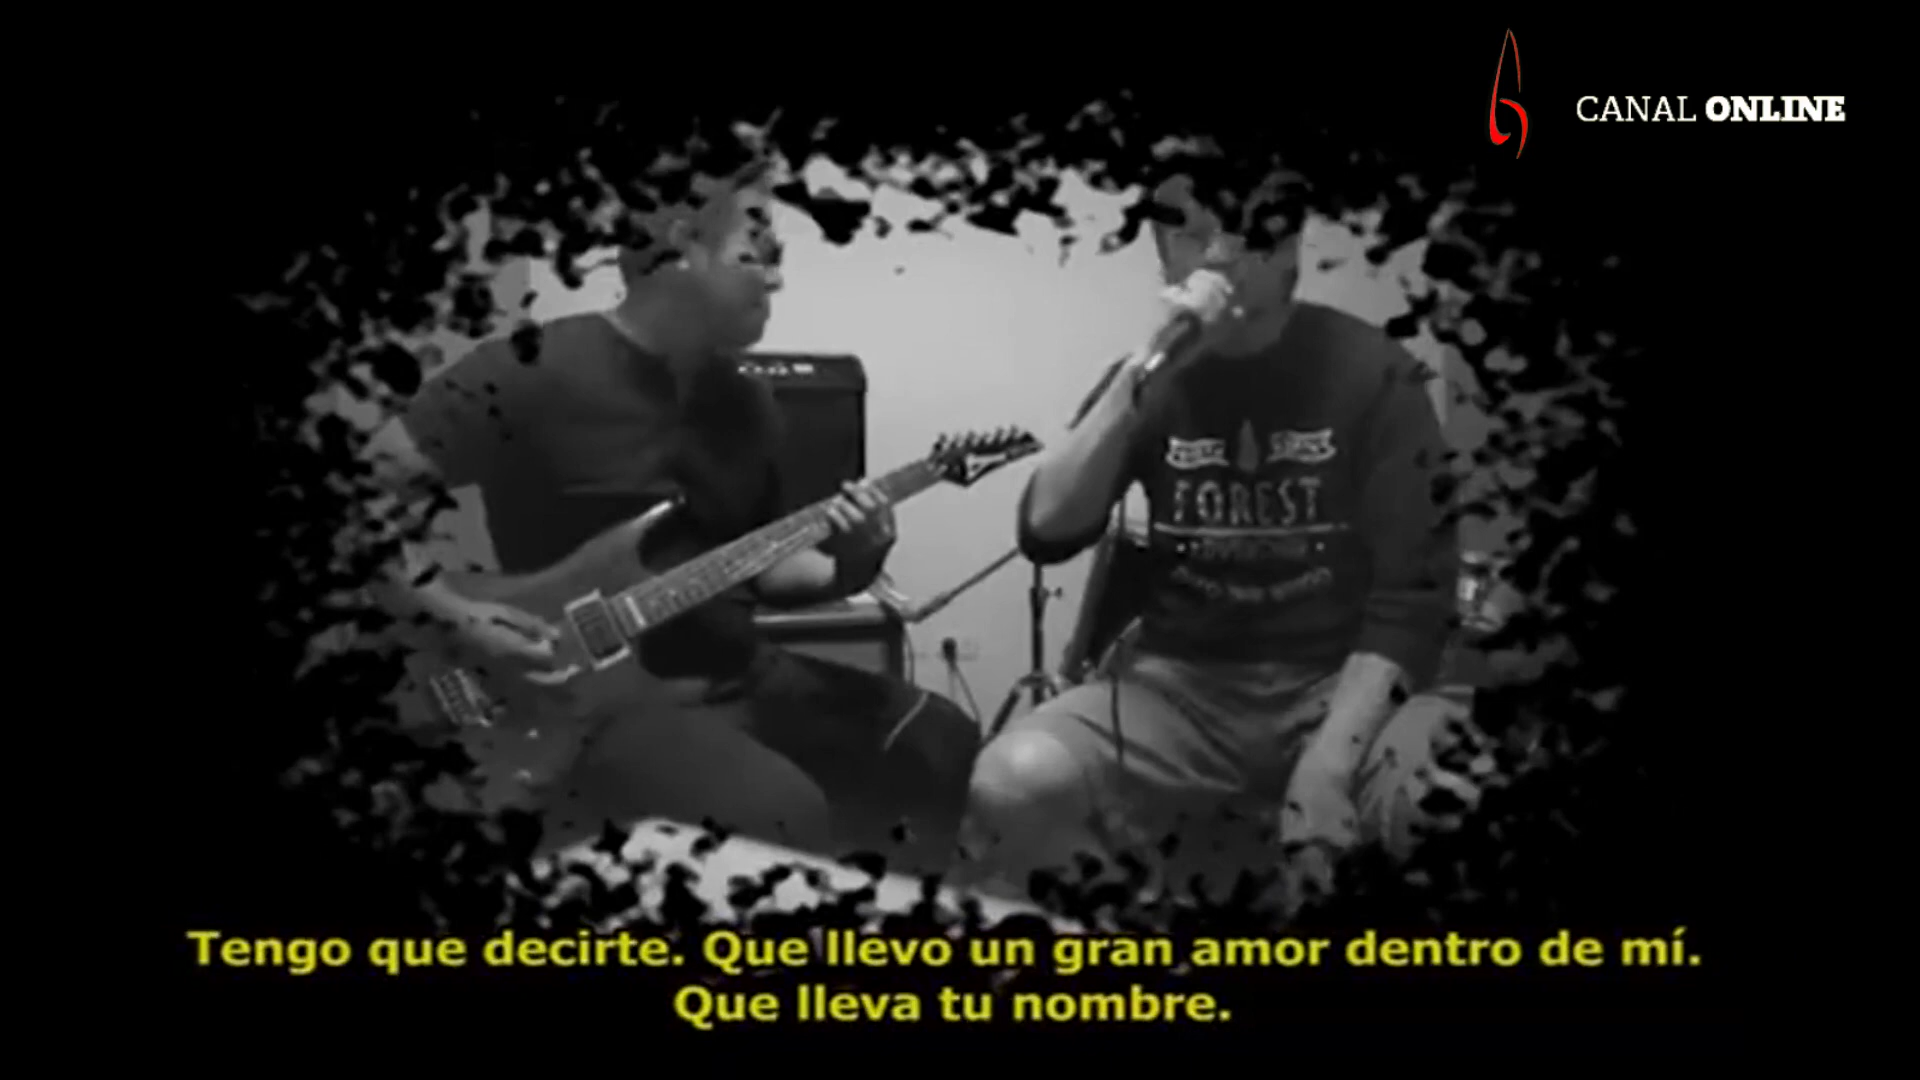 CANAL ONLINE
FOREST
Tengo que decirte. Que llevo un gran amor dentro de mí.
Que lleva tu nombre.